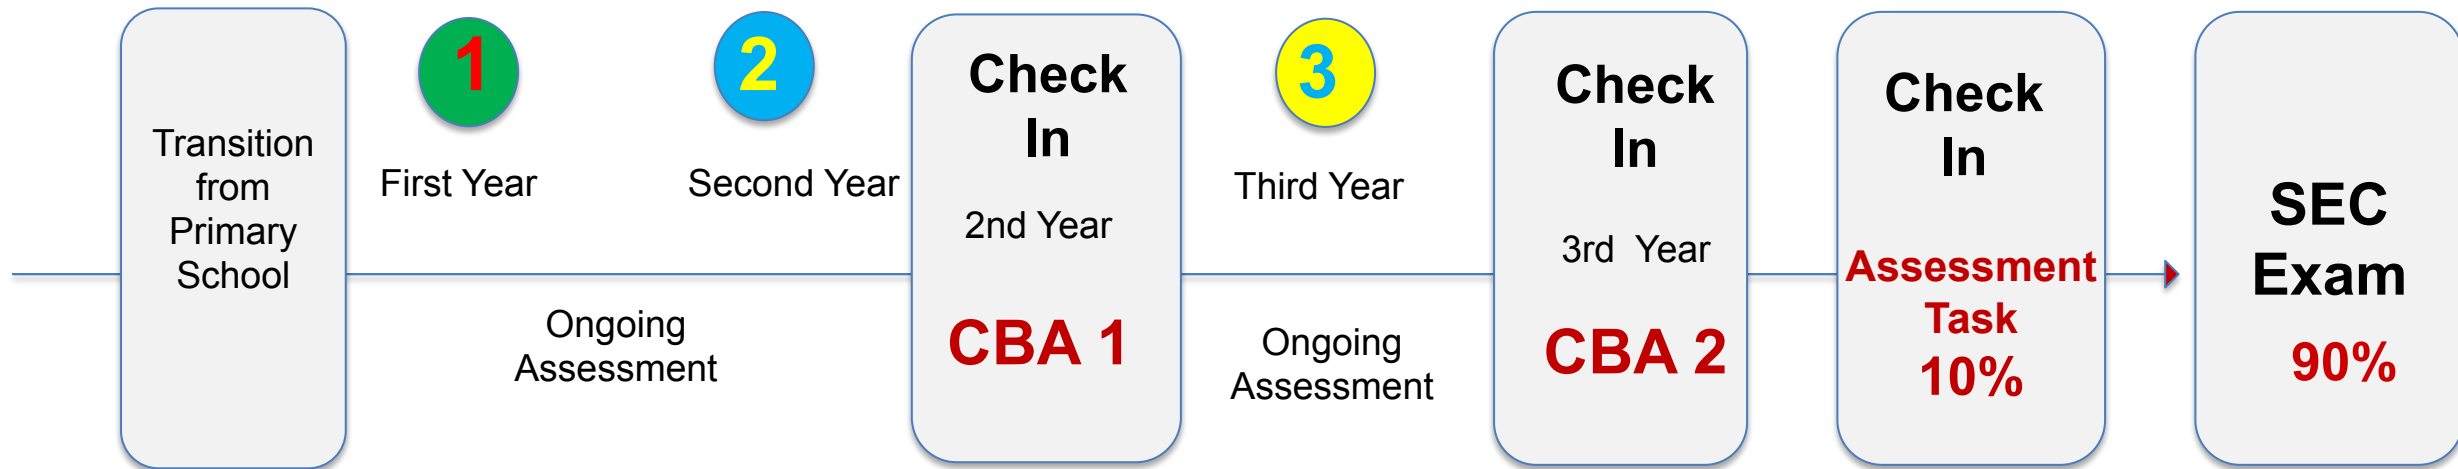 Transition
from
Primary
School
1
First Year
2
Second Year
Ongoing
Assessment
Check
In
2nd Year
CBA 1
3
Third Year
Ongoing
Assessment
Check
In
3rd Year
CBA 2
Check
In
Assessment
Task
10%
SEC
Exam
90%